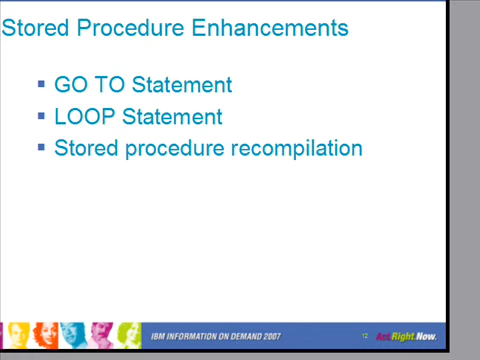 Stored Procedure Enhancements
GO TO Statement
LOOP Statement
Stored procedure recompilation
IBM INFORMATION ON DEMAND 2007
12
Act.Right.Now.